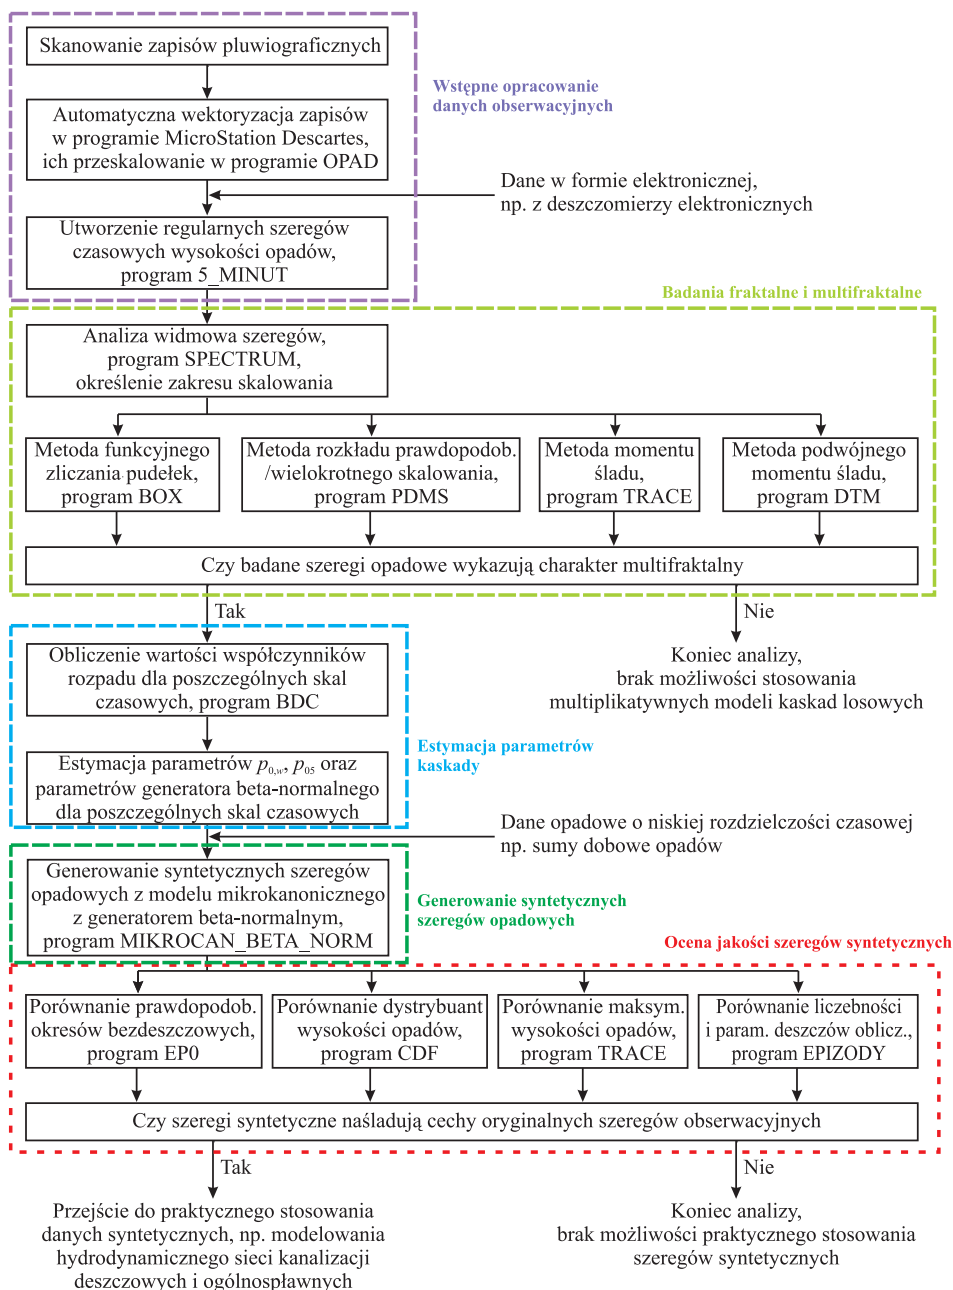 Skanowanie zapisów pluwiograficznych
Wstępne opracowanie
danych obserwacyjnych
Automatyczna wektoryzacja zapisów
w programie MicroStation Descartes,
ich przeskalowanie w programie OPAD
Dane w formie elektronicznej,
np. z deszczomierzy elektronicznych
Utworzenie regularnych szeregów
czasowych wysokości opadów,
program 5_MINUT
Badania fraktalne i multifraktalne
Analiza widmowa szeregów,
program SPECTRUM,
określenie zakresu skalowania
Metoda funkcyjnego
zliczania pudełek,
program BOX
Metoda rozkładu prawdopodob.
/wielokrotnego skalowania,
program PDMS
Metoda momentu
śladu,
program TRACE
Metoda podwójnego
momentu śladu,
program DTM
Czy badane szeregi opadowe wykazują charakter multifraktalny
Tak
Nie
Obliczenie wartości współczynników
rozpadu dla poszczególnych skal
czasowych, program BDC
Koniec analizy,
brak możliwości stosowania
multiplikatywnych modeli kaskad losowych
Estymacja parametrów
kaskady
Estymacja parametrów p0,w, p05 oraz
parametrów generatora beta-normalnego
dla poszczególnych skal czasowych
Dane opadowe o niskiej rozdzielczości czasowej
np. sumy dobowe opadów
Generowanie syntetycznych szeregów
opadowych z modelu mikrokanonicznego
z generatorem beta-normalnym,
program MIKROCAN_BETA_NORM
Generowanie syntetycznych
szeregów opadowych
Ocena jakości szeregów syntetycznych
Porównanie prawdopodob.
okresów bezdeszczowych,
program EP0
Porównanie dystrybuant
wysokości opadów,
program CDF
Porównanie maksym.
wysokości opadów,
program TRACE
Porównanie liczebności
i param. deszczów oblicz.,
program EPIZODY
Czy szeregi syntetyczne naśladują cechy oryginalnych szeregów obserwacyjnych
Tak
Nie
Przejście do praktycznego stosowania
danych syntetycznych, np. modelowania
hydrodynamicznego sieci kanalizacji
deszczowych i ogólnospławnych
Koniec analizy,
brak możliwości praktycznego stosowania
szeregów syntetycznych